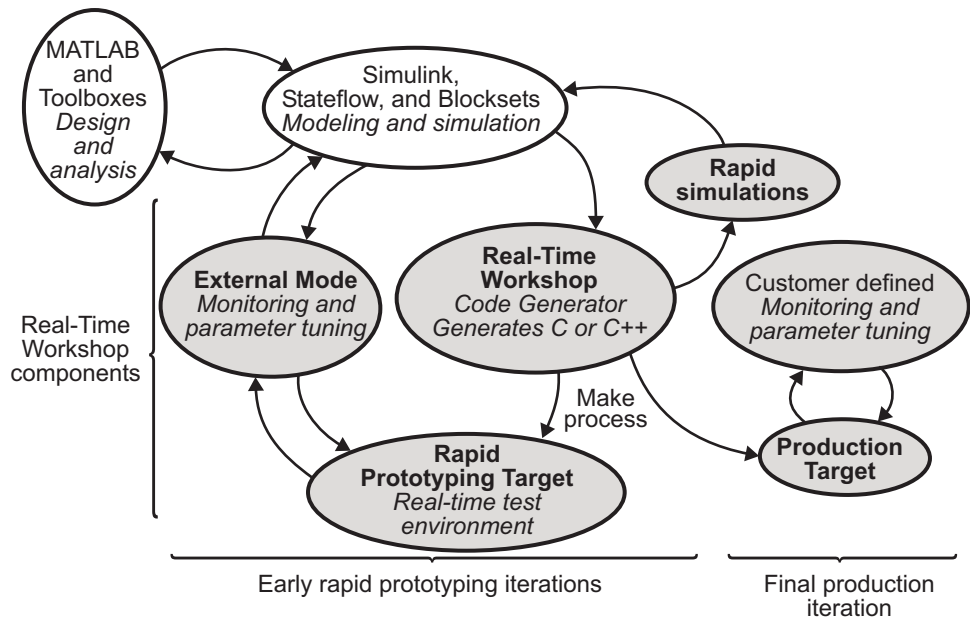 MATLAB
and
Toolboxes
Design
and
analysis
Simulink,
Stateflow, and Blocksets
Modeling and simulation
Rapid
simulations
External Mode
Monitoring and
parameter tuning
Real-Time
Workshop
Code Generator
Generates C or C++
Customer defined
Monitoring and
parameter tuning
Real-Time
Workshop
components
Make
process
Production
Target
Rapid
Prototyping Target
Real-time test
environment
Early rapid prototyping iterations
Final production
iteration